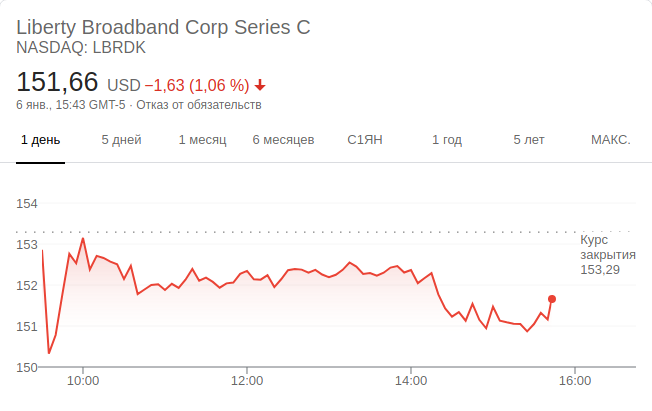 Liberty Broadband Corp Series C
NASDAQ: LBRDK
151,66 USD −1,63 (1,06 %)
6 янв., 15:43 GMT-5 · Отказ от обязательств
1 день 5 дней 1 месяц 6 месяцев С1ЯН 1 год 5 лет МАКС.
154
153
152
151
150
Курс
закрытия
153,29
10:00 12:00 14:00 16:00